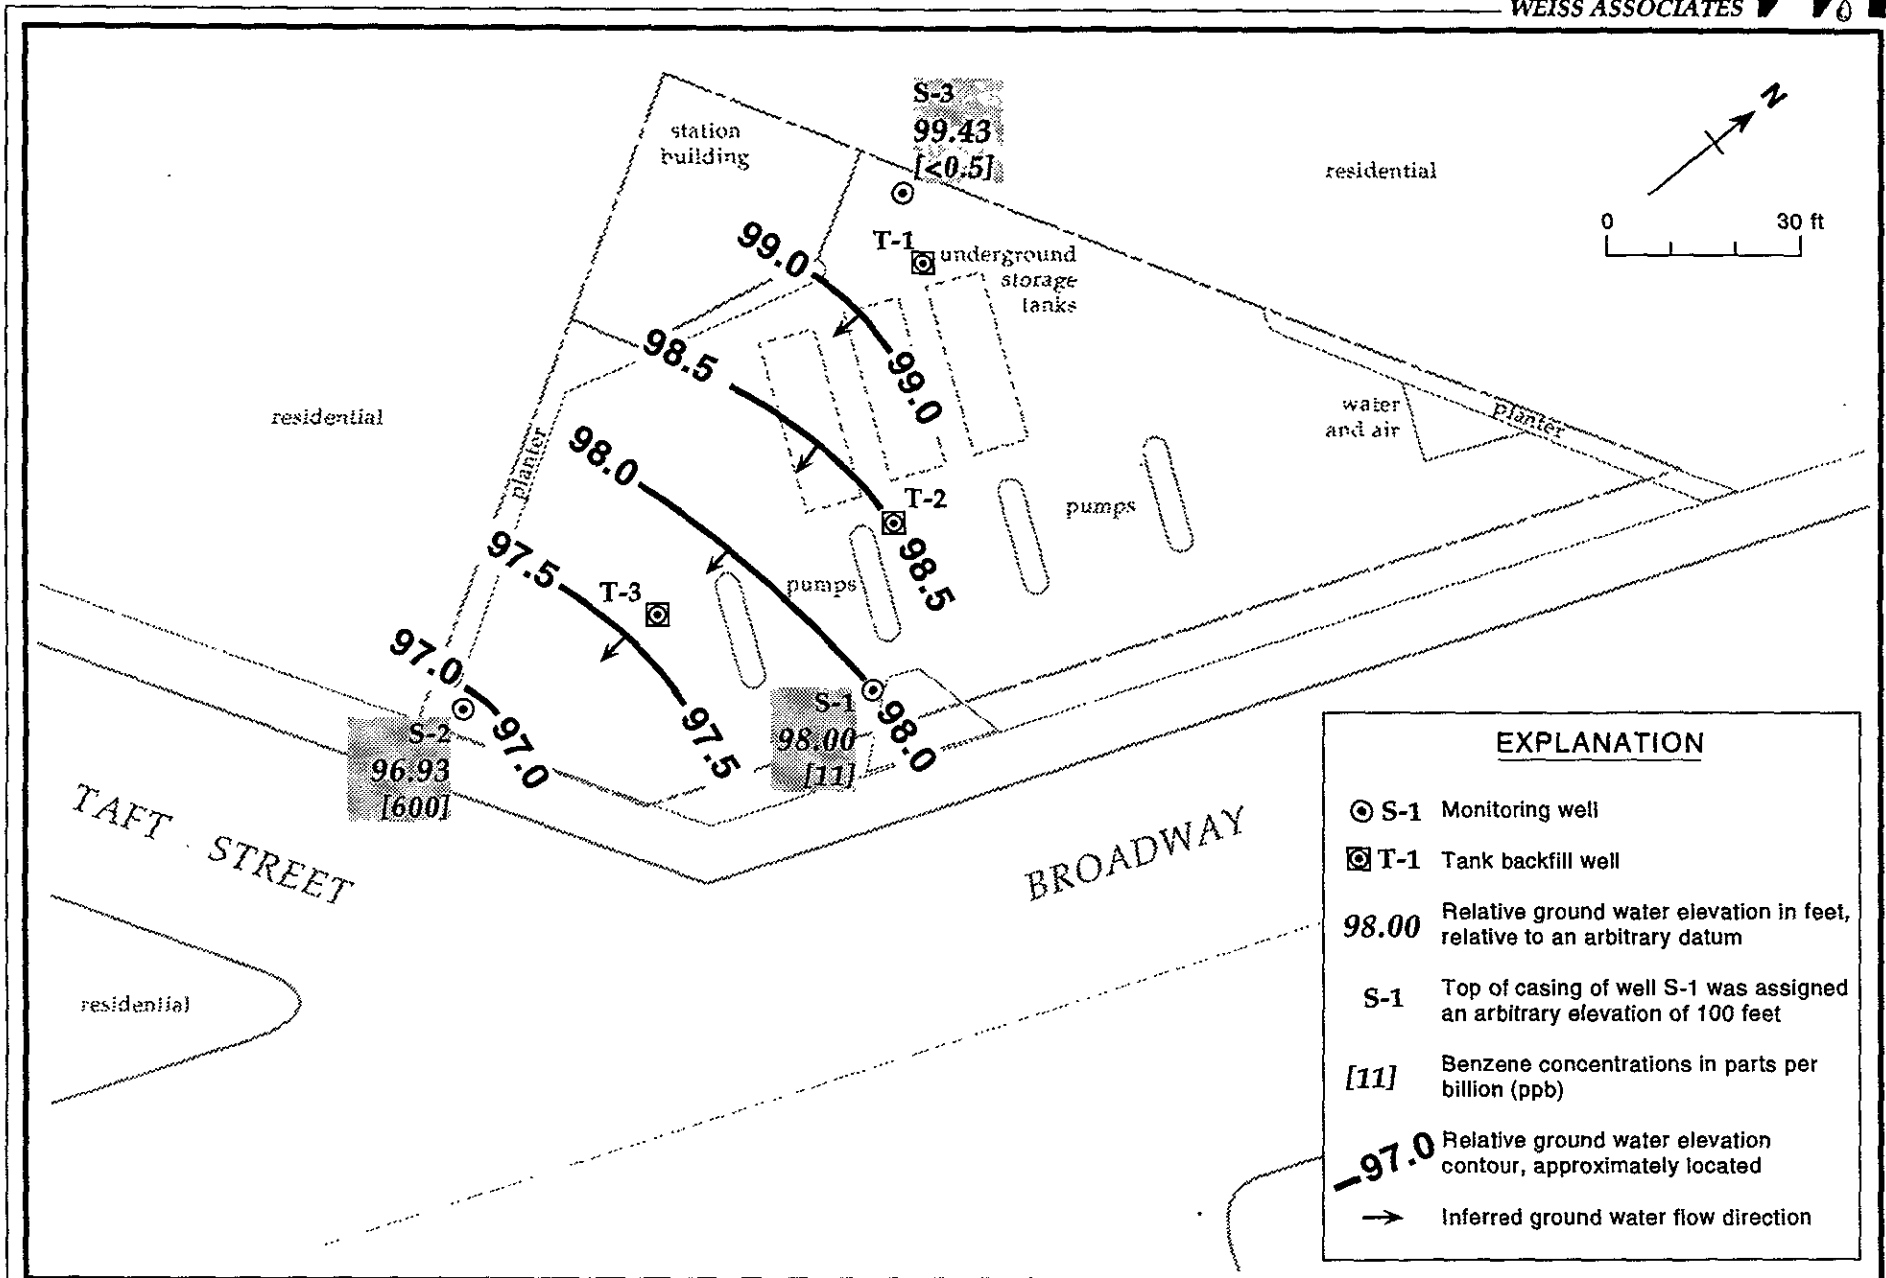 WEISS ASSOCIATES
S-3
99.43
[<0.5]
N
station
building
residential
0 30 ft
99.0
T-1
underground
storage
tanks
98.5
99.0
residential
water
and air
planter
98.0
planter
T-2
pumps
97.5
98.5
T-3
pumps
97.0
S-1
98.00
[11]
98.0
97.5
97.0
S-2
96.93
[600]
TAFT STREET
BROADWAY
residential
EXPLANATION
S-1 Monitoring well
T-1 Tank backfill well
98.00 Relative ground water elevation in feet,
relative to an arbitrary datum
S-1 Top of casing of well S-1 was assigned
an arbitrary elevation of 100 feet
[11] Benzene concentrations in parts per
billion (ppb)
97.0 Relative ground water elevation
contour, approximately located
Inferred ground water flow direction